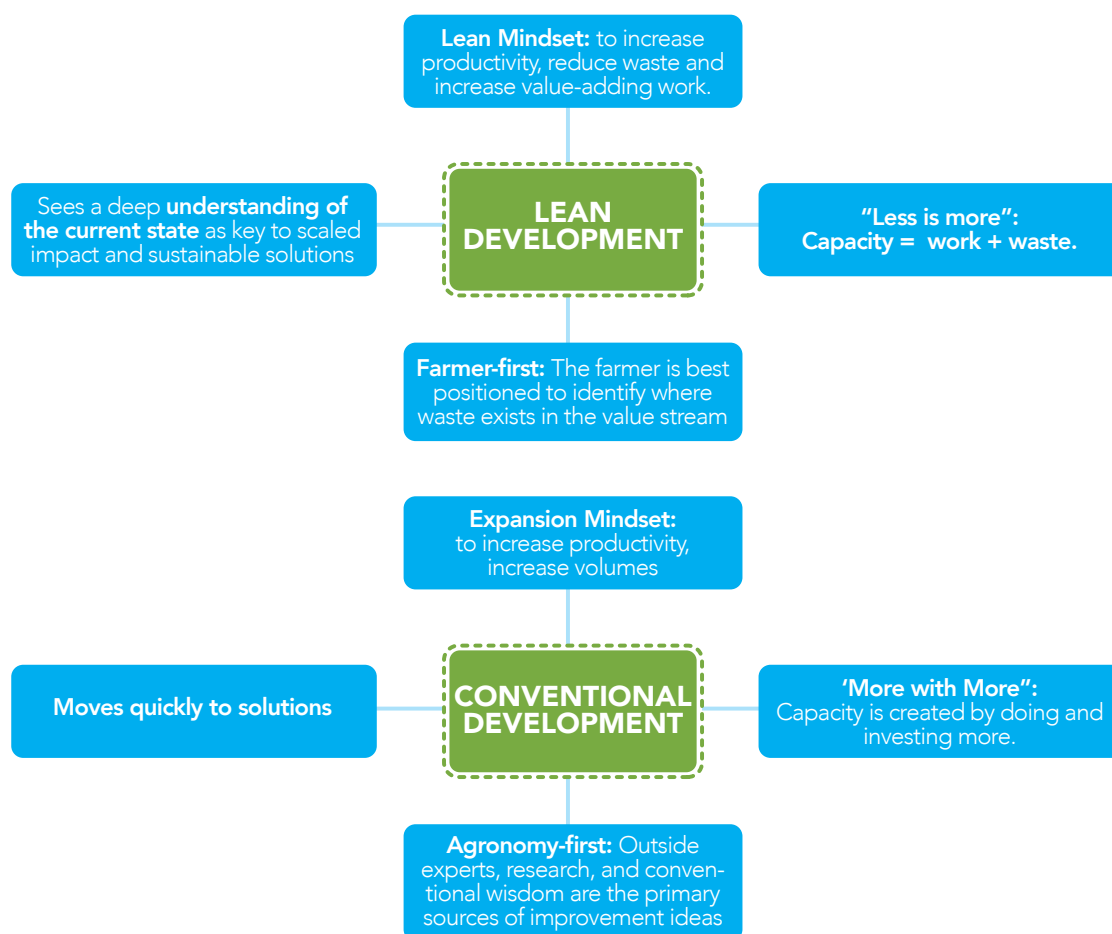 Lean Mindset: to increase
productivity, reduce waste and
increase value-adding work.
Sees a deep understanding of
the current state as key to scaled
impact and sustainable solutions
LEAN
DEVELOPMENT
"Less is more":
Capacity =  work + waste.
Farmer-first: The farmer is best
positioned to identify where
waste exists in the value stream
Expansion Mindset:
to increase productivity,
increase volumes
Moves quickly to solutions
CONVENTIONAL
DEVELOPMENT
'More with More":
Capacity is created by doing and
investing more.
Agronomy-first: Outside
experts, research, and conven-
tional wisdom are the primary
sources of improvement ideas